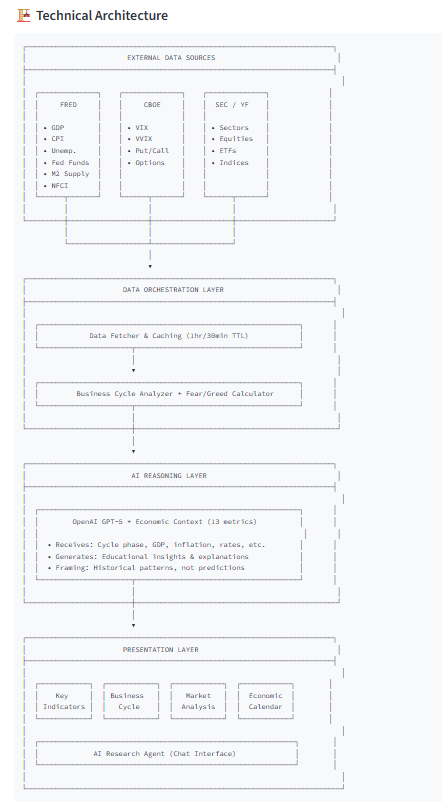 Technical Architecture
EXTERNAL DATA SOURCES
FRED CBOE SEC / YF
• GDP • VIX • Sectors
• CPI • VVIX • Equities
• Unemp. • Put/Call • ETFs
• Fed Funds • Options • Indices
• M2 Supply
• NFCI
DATA ORCHESTRATION LAYER
Data Fetcher & Caching (1hr/30min TTL)
Business Cycle Analyzer + Fear/Greed Calculator
AI REASONING LAYER
OpenAI GPT-5 + Economic Context (13 metrics)
• Receives: Cycle phase, GDP, inflation, rates, etc.
• Generates: Educational insights & explanations
• Framing: Historical patterns, not predictions
PRESENTATION LAYER
Key Business Market Economic
Indicators Cycle Analysis Calendar
AI Research Agent (Chat Interface)